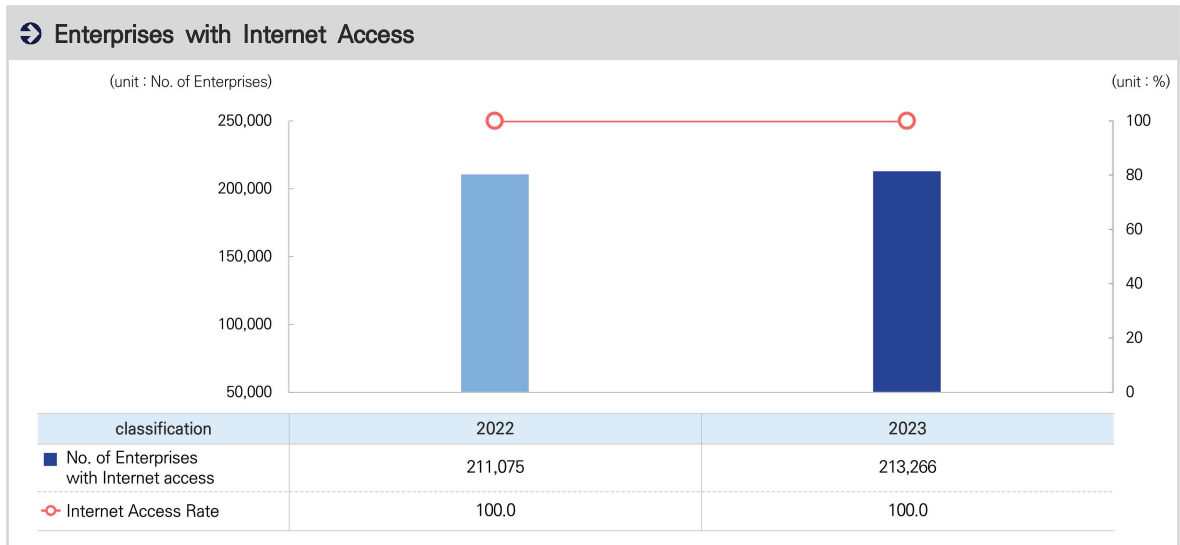 Enterprises with Internet Access
(unit : No. of Enterprises)
(unit : %)
250,000
200,000
150,000
100,000
50,000
100
80
60
40
20
0
classification 2022 2023
No. of Enterprises
with Internet access 211,075 213,266
Internet Access Rate 100.0 100.0